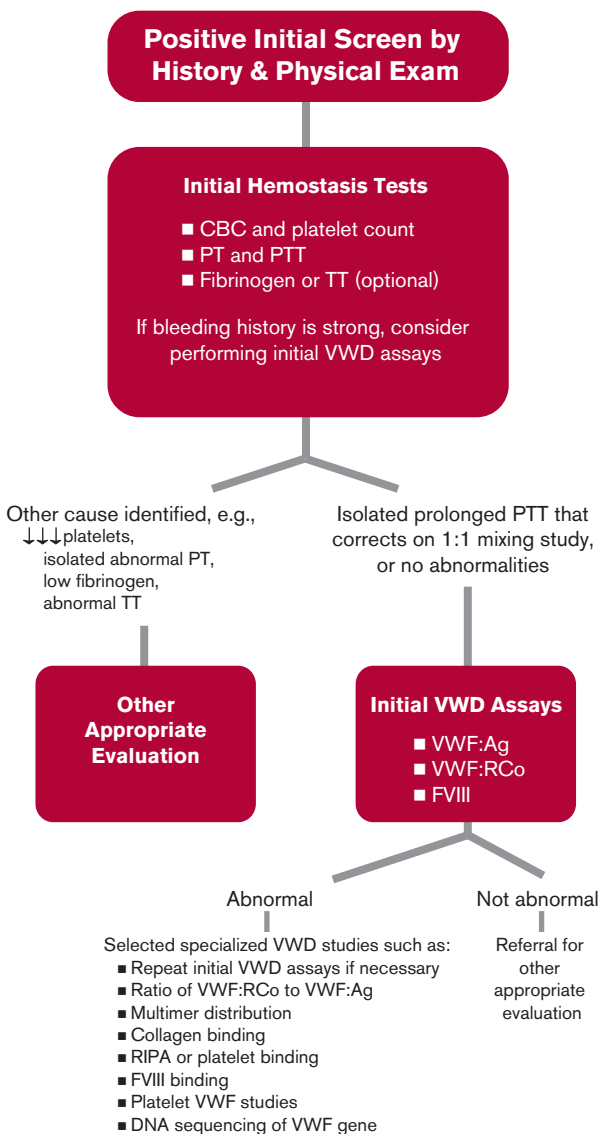 Positive Initial Screen by
History & Physical Exam
Initial Hemostasis Tests
■ CBC and platelet count
■ PT and PTT
■ Fibrinogen or TT (optional)
If bleeding history is strong, consider
performing initial VWD assays
Other cause identified, e.g.,
↓↓↓platelets,
isolated abnormal PT,
low fibrinogen,
abnormal TT
Isolated prolonged PTT that
corrects on 1:1 mixing study,
or no abnormalities
Other
Appropriate
Evaluation
Initial VWD Assays
■ VWF:Ag
■ VWF:RCo
■ FVIII
Abnormal
Selected specialized VWD studies such as:
■ Repeat initial VWD assays if necessary
■ Ratio of VWF:RCo to VWF:Ag
■ Multimer distribution
■ Collagen binding
■ RIPA or platelet binding
■ FVIII binding
■ Platelet VWF studies
■ DNA sequencing of VWF gene
Not abnormal
Referral for
other
appropriate
evaluation